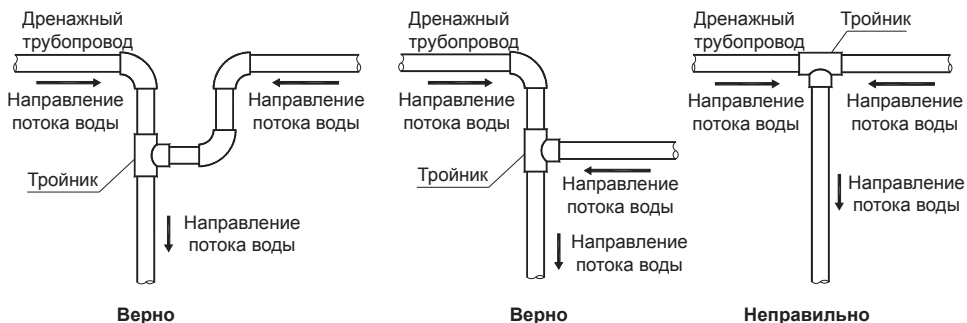 Дренажный
трубопровод
Направление
потока воды
Направление
потока воды
Тройник
Направление
потока воды
Верно
Дренажный
трубопровод
Направление
потока воды
Тройник
Направление
потока воды
Направление
потока воды
Верно
Дренажный
трубопровод
Тройник
Направление
потока воды
Направление
потока воды
Направление
потока воды
Неправильно